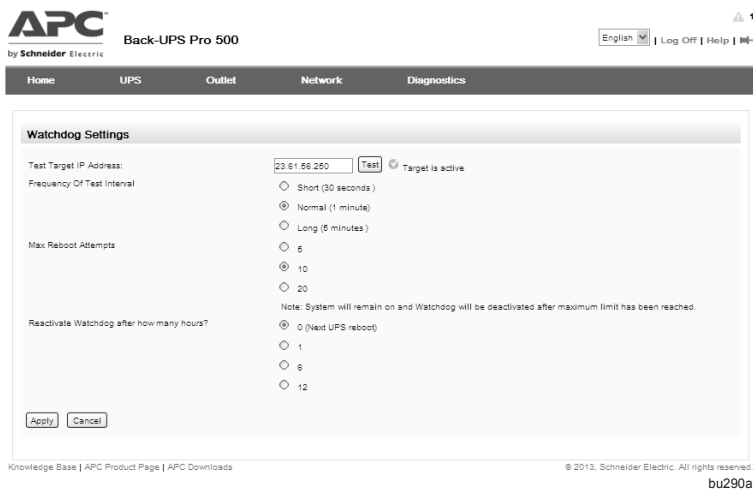 APC
by Schneider Electric
Back-UPS Pro 500
English | Log Off | Help |
Home UPS Outlet Network Diagnostics
Watchdog Settings
Test Target IP Address: 23.61.56.250 Test Target is active
Frequency Of Test Interval Short (30 seconds )
Normal (1 minute)
Long (5 minutes )
Max Reboot Attempts 5
10
20
Note: System will remain on and Watchdog will be deactivated after maximum limit has been reached.
Reactivate Watchdog after how many hours? 0 (Next UPS reboot)
1
6
12
Apply Cancel
Knowledge Base | APC Product Page | APC Downloads © 2013, Schneider Electric. All rights reserved.
bu290a